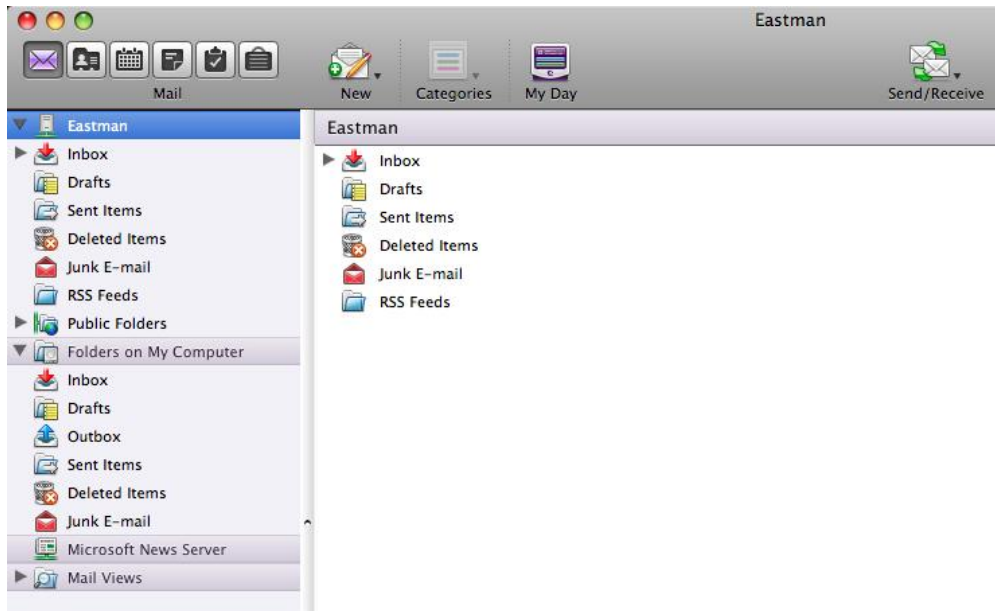 Eastman
Mail
New
Categories
My Day
Send/Receive
Eastman
Inbox
Drafts
Sent Items
Deleted Items
Junk E-mail
RSS Feeds
Public Folders
Folders on My Computer
Inbox
Drafts
Outbox
Sent Items
Deleted Items
Junk E-mail
Microsoft News Server
Mail Views
Eastman
Inbox
Drafts
Sent Items
Deleted Items
Junk E-mail
RSS Feeds